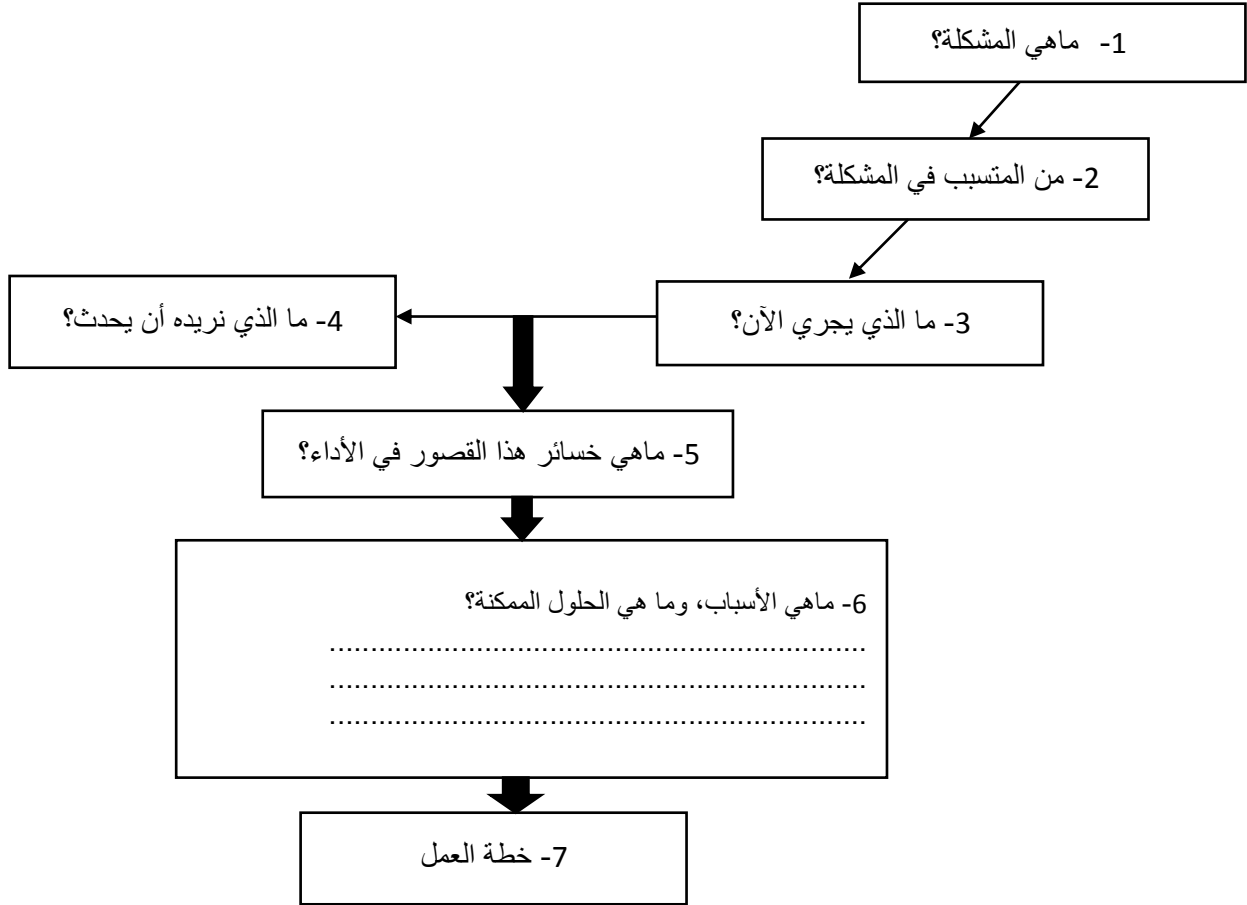 1- ماهي المشكلة؟
2- من المتسبب في المشكلة؟
3- ما الذي يجري الآن؟
4- ما الذي نريده أن يحدث؟
5- ماهي خسائر هذا القصور في الأداء؟
6- ماهي الأسباب، وما هي الحلول الممكنة؟
.................................................................
.................................................................
.................................................................
7- خطة العمل